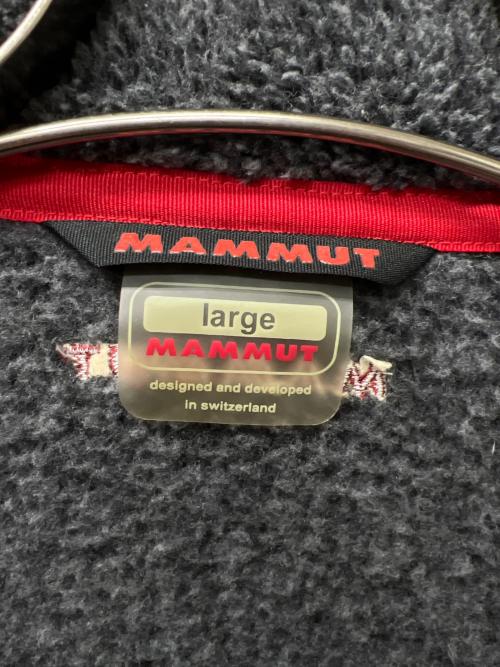 MAMMUT
large
MAMMUT
designed and developed
in switzerland